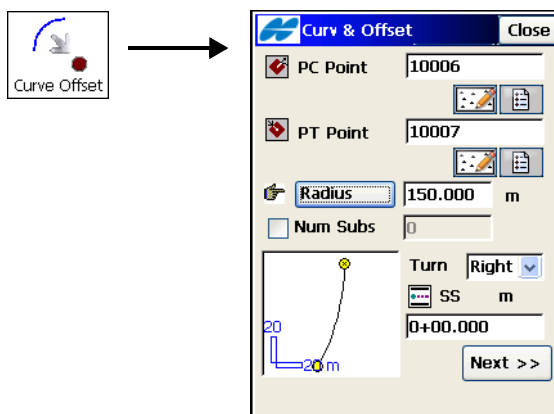 Curve Offset
Curv & Offset
Close
PC Point
10006
PT Point
10007
Radius
150.000
m
Num Subs
0
Turn
Right
SS
m
0+00.000
20
20 m
Next >>